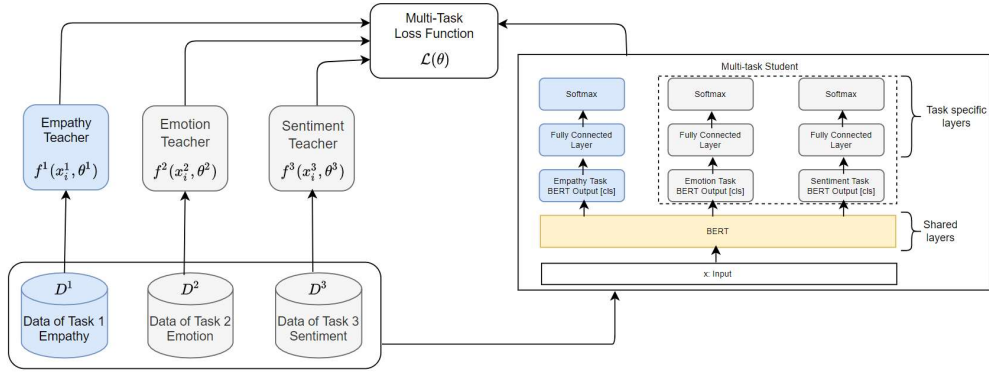 Multi-Task
Loss Function
ℒ(θ)
Empathy
Teacher
f¹(xᵢ¹, θ¹)
Emotion
Teacher
f²(xᵢ², θ²)
Sentiment
Teacher
f³(xᵢ³, θ³)
D¹
Data of Task 1
Empathy
D²
Data of Task 2
Emotion
D³
Data of Task 3
Sentiment
Multi-task Student
Softmax
Softmax
Softmax
Fully Connected
Layer
Fully Connected
Layer
Fully Connected
Layer
Task specific
layers
Empathy Task
BERT Output [cls]
Emotion Task
BERT Output [cls]
Sentiment Task
BERT Output [cls]
BERT
Shared
layers
x: Input